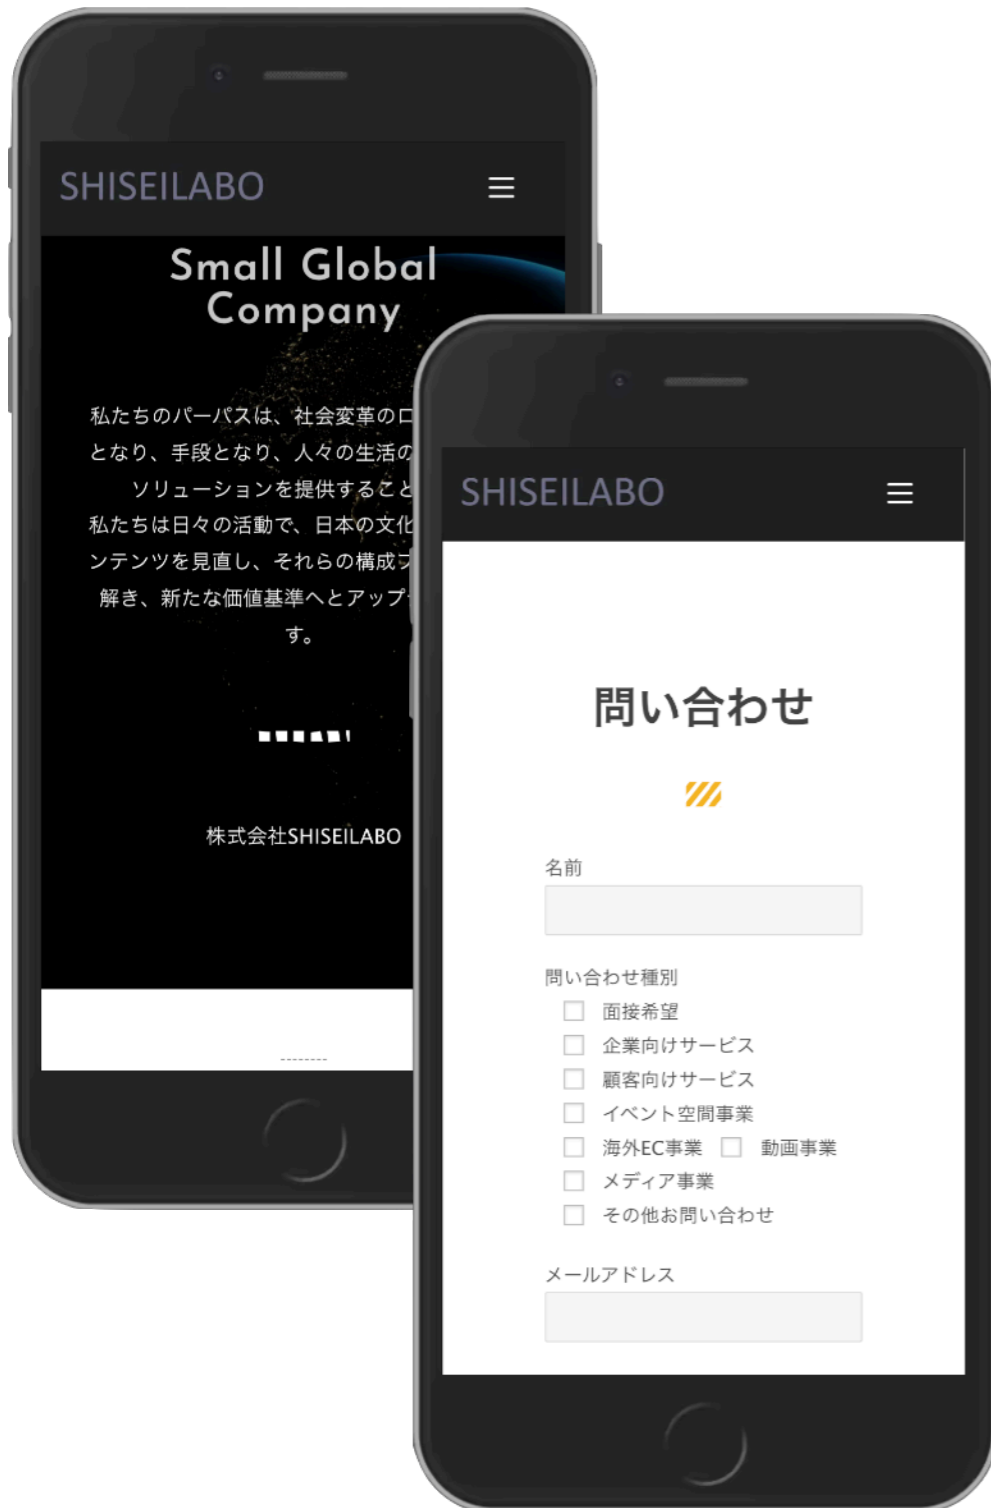 SHISEILABO
Small Global
Company
私たちのパーパスは、社会変革のロ
となり、手段となり、人々の生活の
ソリューションを提供すること
私たちは日々の活動で、日本の文化
ンテンツを見直し、それらの構成
解き、新たな価値基準へとアップ
す。
株式会社SHISEILABO
SHISEILABO
問い合わせ
名前
問い合わせ種別
面接希望
企業向けサービス
顧客向けサービス
イベント空間事業
海外EC事業 動画事業
メディア事業
その他お問い合わせ
メールアドレス